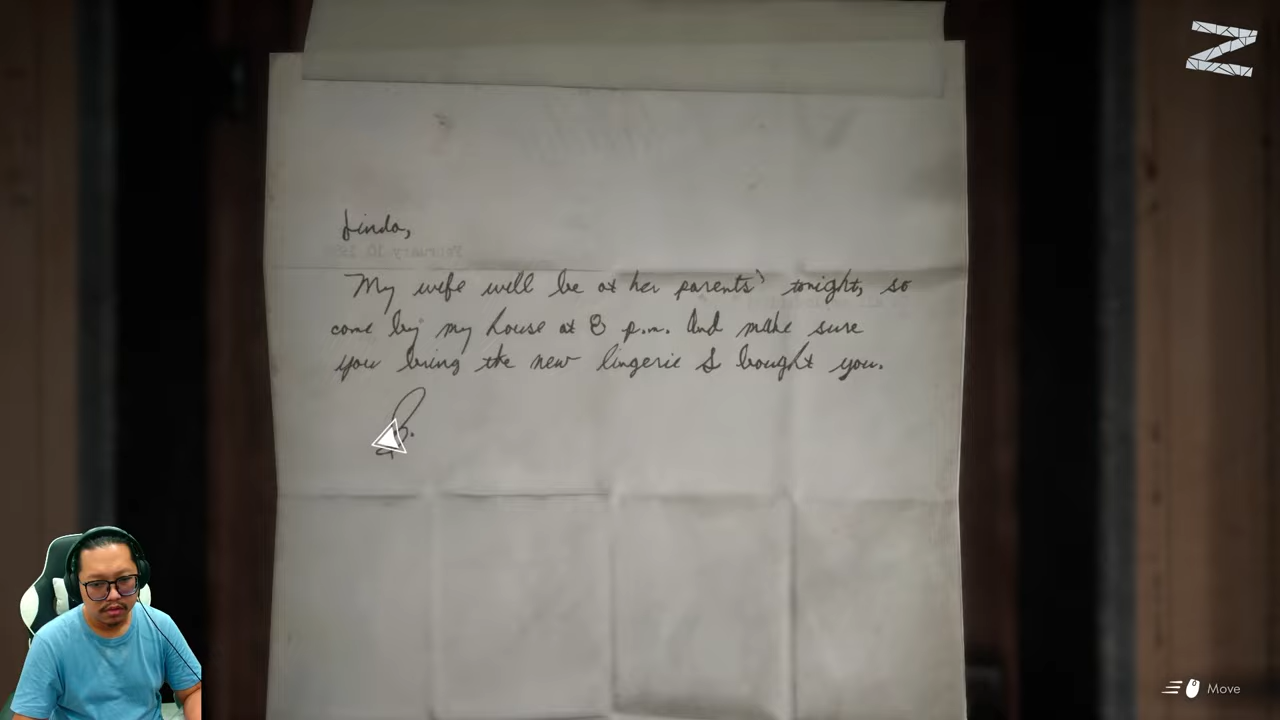 Linda,
My wife will be at her parents' tonight, so
come by my house at 8 p.m. And make sure
you bring the new lingerie I bought you.
B.
Move